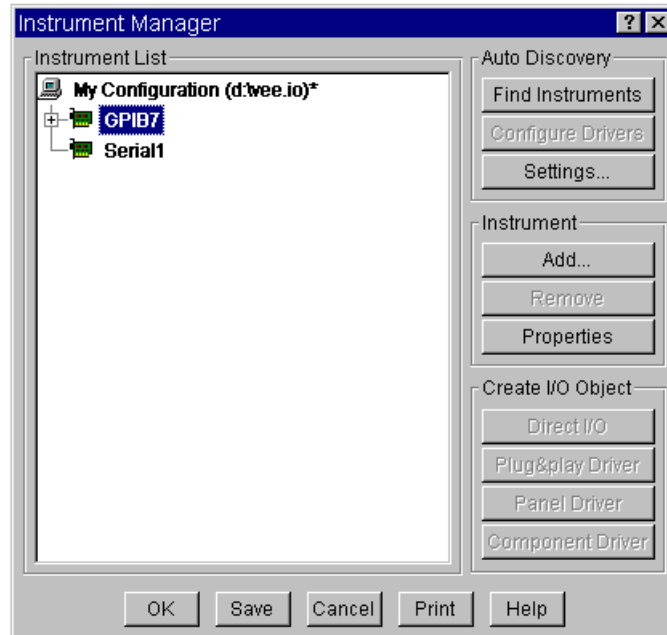 Instrument Manager
Instrument List
My Configuration (d:\vee.io)*
GPIB7
Serial1
Auto Discovery
Find Instruments
Configure Drivers
Settings...
Instrument
Add...
Remove
Properties
Create I/O Object
Direct I/O
Plug&play Driver
Panel Driver
Component Driver
OK
Save
Cancel
Print
Help